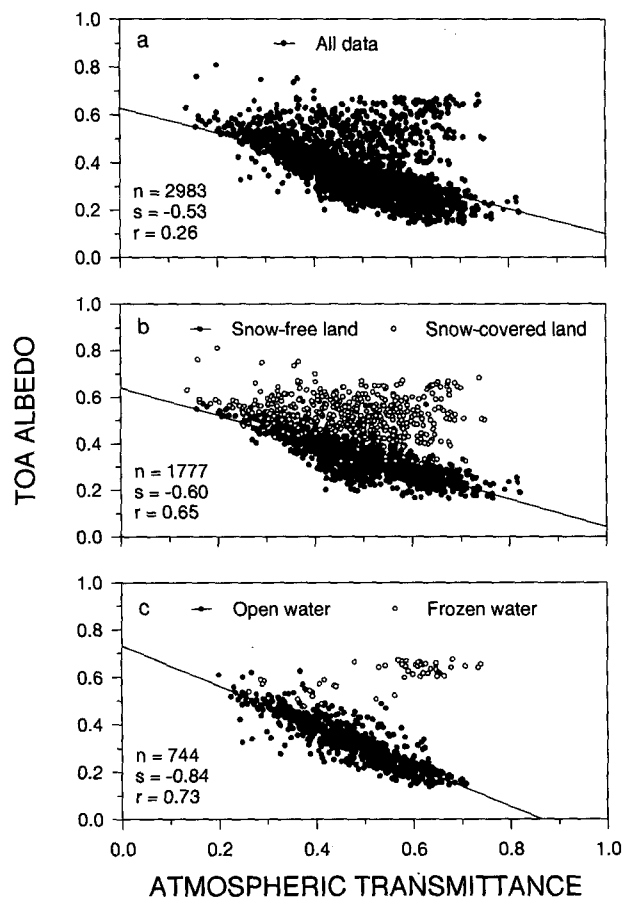 TOA ALBEDO
1.0
0.8
0.6
0.4
0.2
0.0
a
All data
n = 2983
s = -0.53
r = 0.26
1.0
0.8
0.6
0.4
0.2
0.0
b
Snow-free land
Snow-covered land
n = 1777
s = -0.60
r = 0.65
1.0
0.8
0.6
0.4
0.2
0.0
c
Open water
Frozen water
n = 744
s = -0.84
r = 0.73
0.0 0.2 0.4 0.6 0.8 1.0
ATMOSPHERIC TRANSMITTANCE